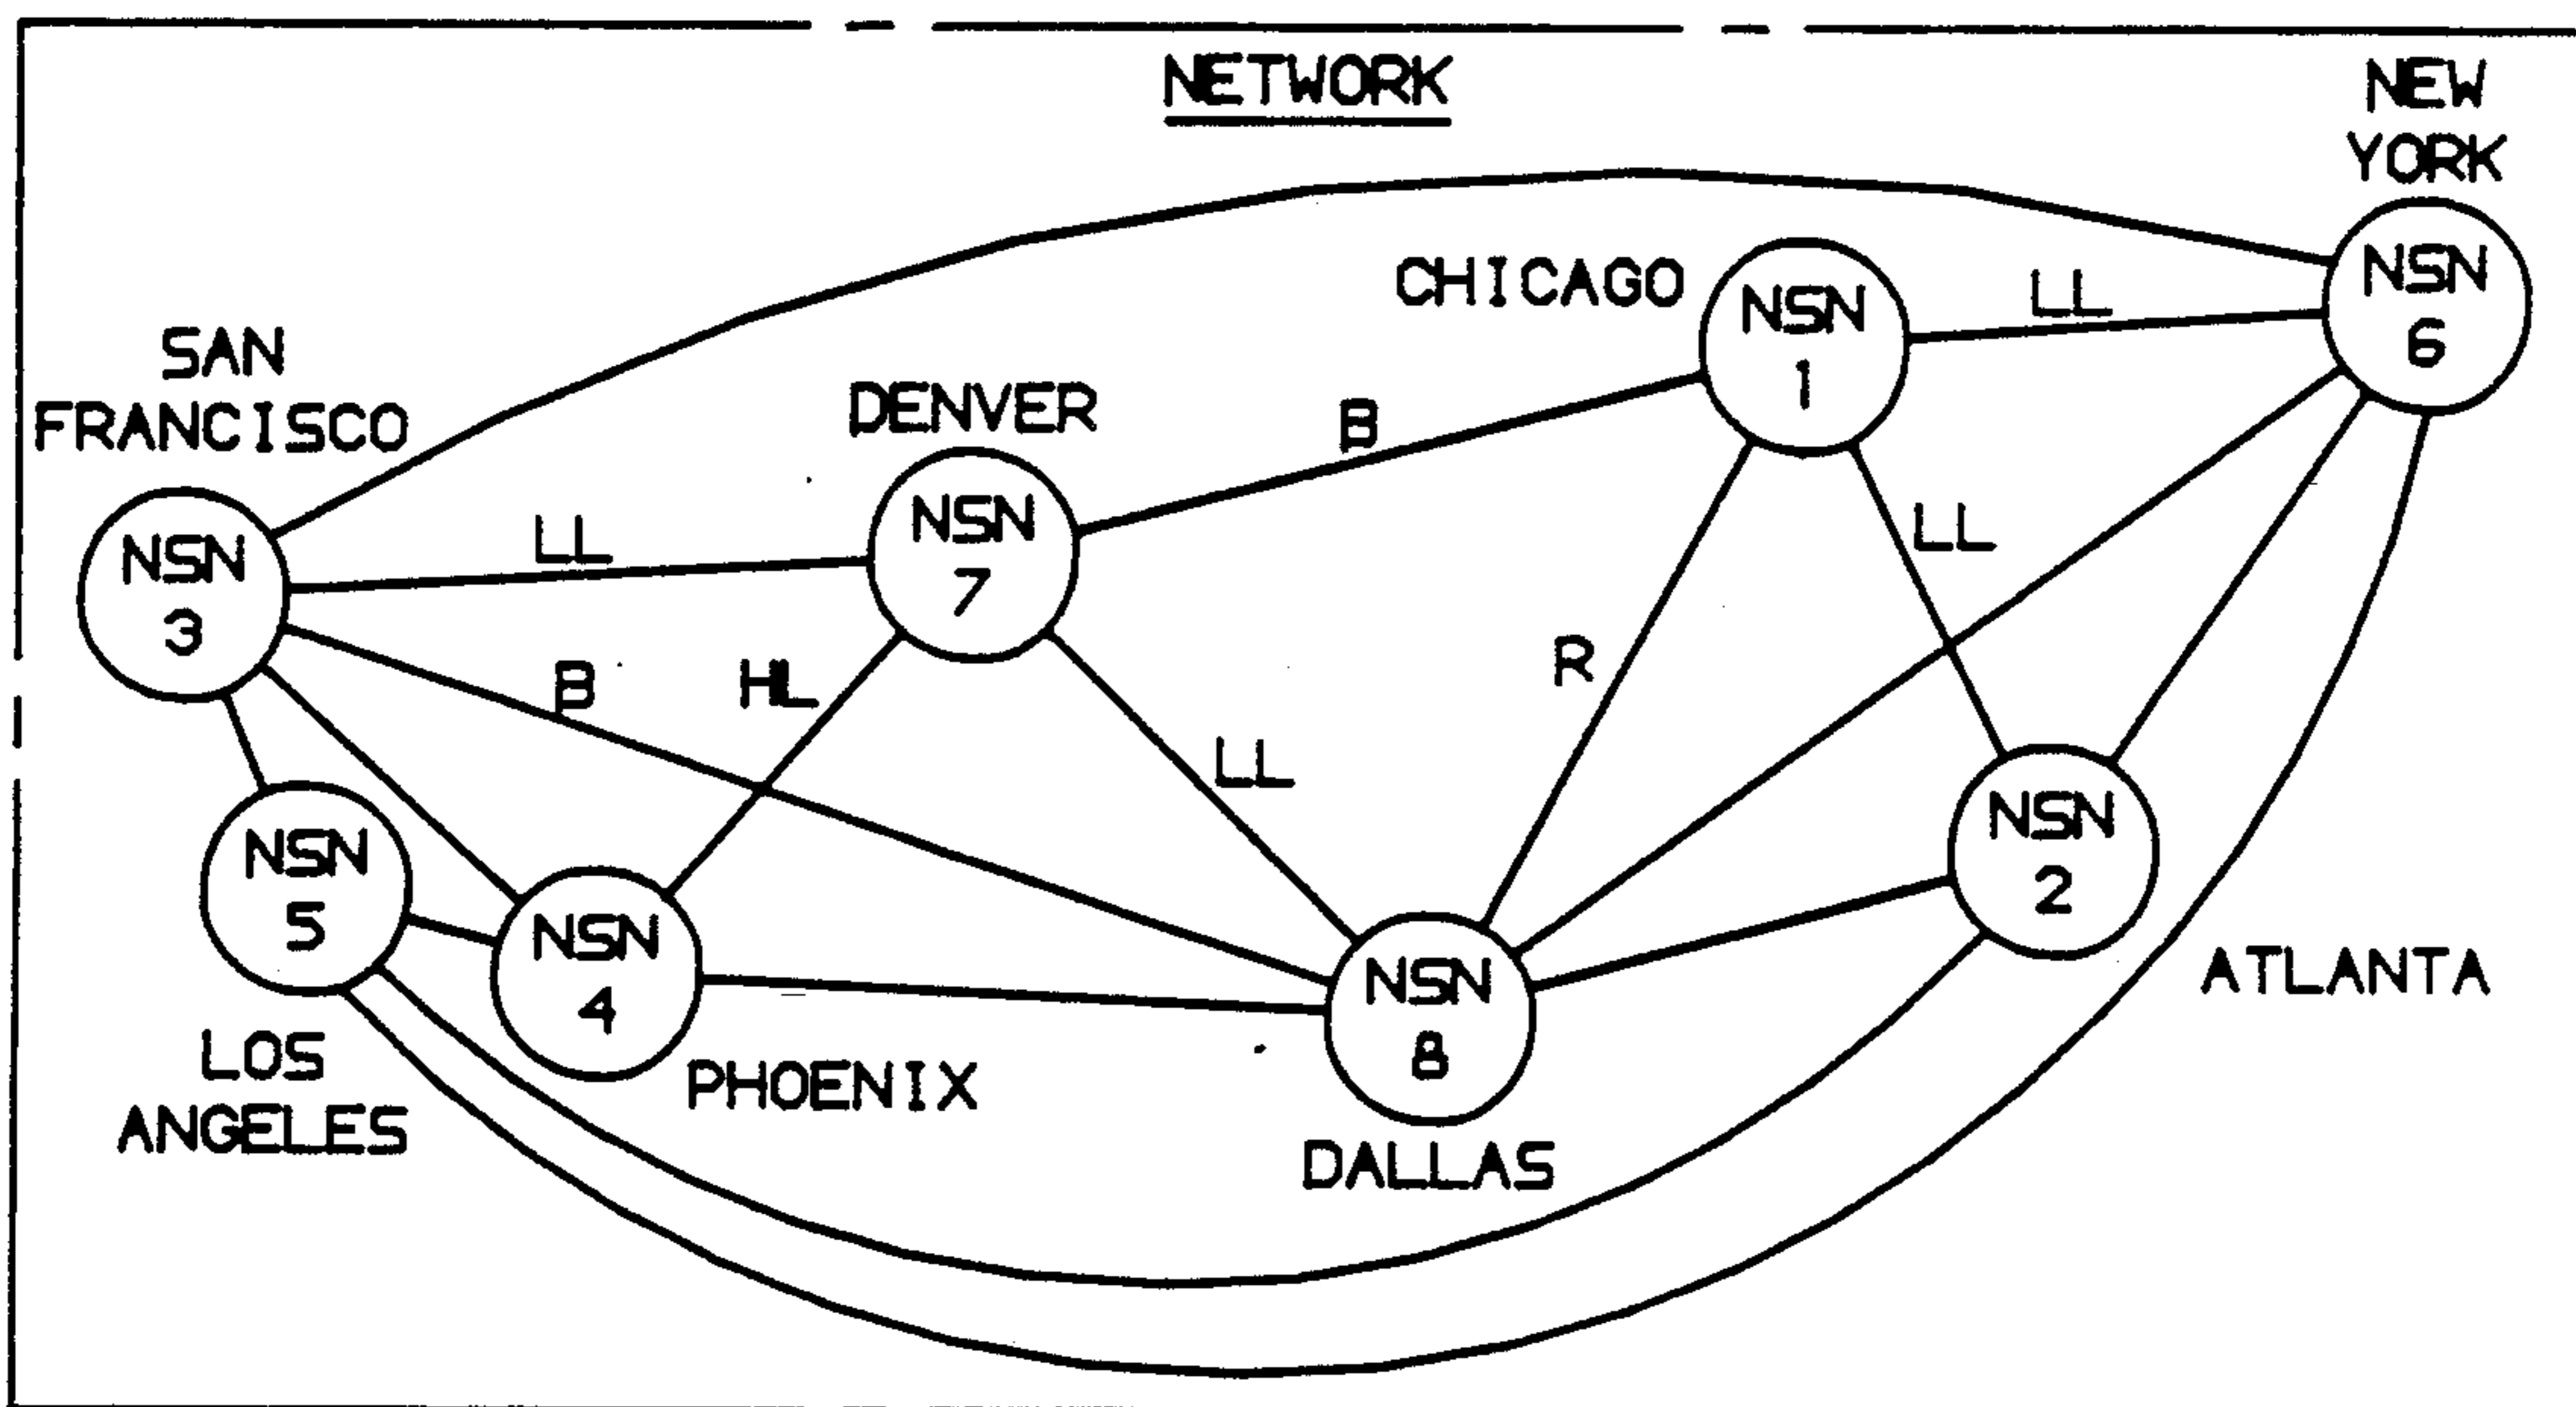 NETWORK
NEW
YORK
NSN
6
CHICAGO
NSN
1
LL
SAN
FRANCISCO
DENVER
B
NSN
3
LL
NSN
7
LL
B
HL
R
LL
NSN
5
NSN
4
NSN
8
NSN
2
ATLANTA
LOS
ANGELES
PHOENIX
DALLAS